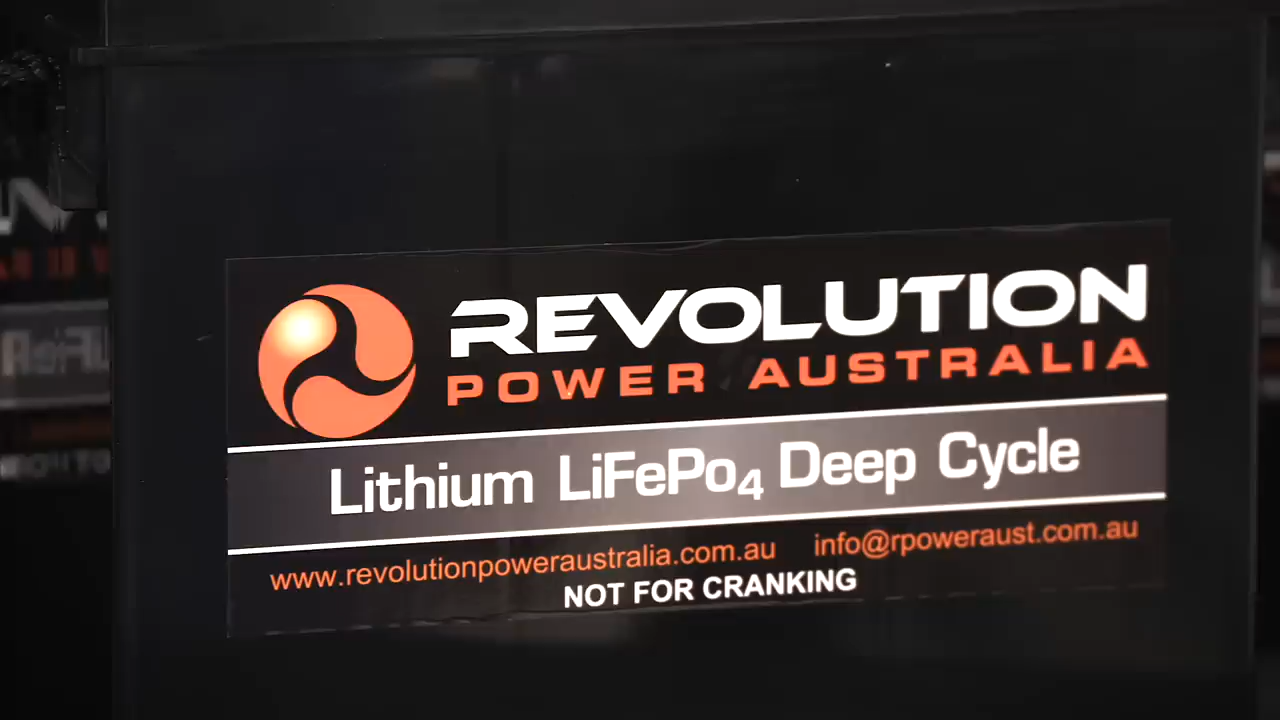 REVOLUTION
POWER AUSTRALIA
Lithium LiFePo₄ Deep Cycle
www.revolutionpoweraustralia.com.au info@rpoweraust.com.au
NOT FOR CRANKING